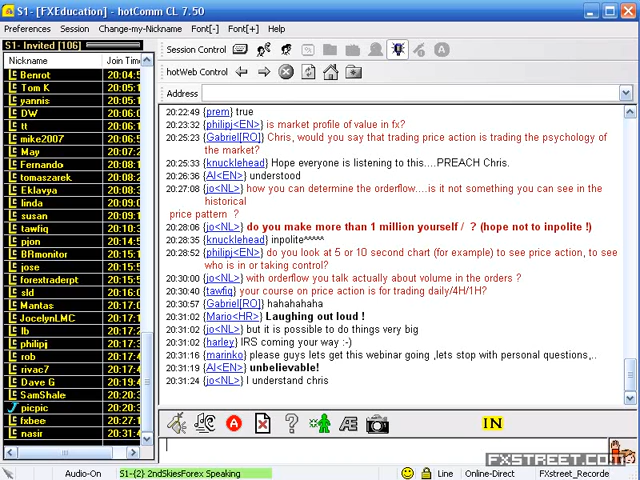 S1- [FXEducation] - hotComm CL 7.50
Preferences Session Change-my-Nickname Font[-] Font[+] Help
S1- Invited [106]
Session Control
Nickname Join Time
hotWeb Control
Address
Benrot 20:04:5
Tom K 20:05:1
yannis 20:05:1
DW 20:06:1
tt 20:06:1
mike2007 20:06:1
May 20:07:1
Fernando 20:08:1
tomaszarek 20:08:1
Eklavya 20:08:3
linda 20:09:0
susan 20:09:1
tawfiq 20:10:3
pjon 20:14:5
BRmonitor 20:15:3
jose 20:15:3
forextraderpt 20:16:2
sld 20:16:3
Mantas 20:17:1
JocelynLMC 20:17:1
lb 20:17:2
philipj 20:17:3
rob 20:17:4
rivac7 20:17:4
Dave G 20:19:4
SamShale 20:20:3
picpic 20:20:3
fxbee 20:27:1
nasir 20:31:4
20:22:49 {prem} true
20:23:32 {philipj<EN>} is market profile of value in fx?
20:25:23 {Gabriel[RO]} Chris, would you say that trading price action is trading the psychology of
the market?
20:25:33 {knucklehead} Hope everyone is listening to this....PREACH Chris.
20:26:36 {Al<EN>} understood
20:27:08 {jo<NL>} how you can determine the orderflow....is it not something you can see in the
historical
price pattern ?
20:28:06 {jo<NL>} do you make more than 1 million yourself / ? (hope not to inpolite !)
20:28:35 {knucklehead} inpolite^^^^^
20:28:52 {philipj<EN>} do you look at 5 or 10 second chart (for example) to see price action, to see
who is in or taking control?
20:30:00 {jo<NL>} with orderflow you talk actually about volume in the orders ?
20:30:40 {tawfiq} your course on price action is for trading daily/4H/1H?
20:30:57 {Gabriel[RO]} hahahahaha
20:31:02 {Mario<HR>} Laughing out loud !
20:31:02 {jo<NL>} but it is possible to do things very big
20:31:02 {harley} IRS coming your way :-)
20:31:16 {marinko} please guys lets get this webinar going ,lets stop with personal questions,..
20:31:19 {Al<EN>} unbelievable!
20:31:24 {jo<NL>} I understand chris
IN
FXSTREET.COM
Audio-On S1-{2} 2ndSkiesForex Speaking Line Online-Direct FXstreet_Recorde